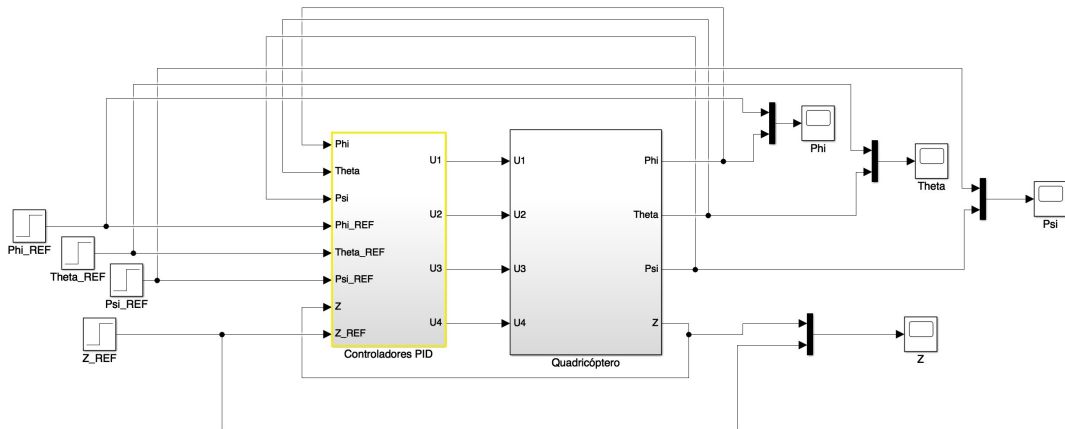 Phi
Theta
Psi
Phi_REF
Theta_REF
Psi_REF
Z
Z_REF
U1
U2
U3
U4
Controladores PID
U1
U2
U3
U4
Phi
Theta
Psi
Z
Quadricóptero
Phi_REF
Theta_REF
Psi_REF
Z_REF
Phi
Theta
Psi
Z